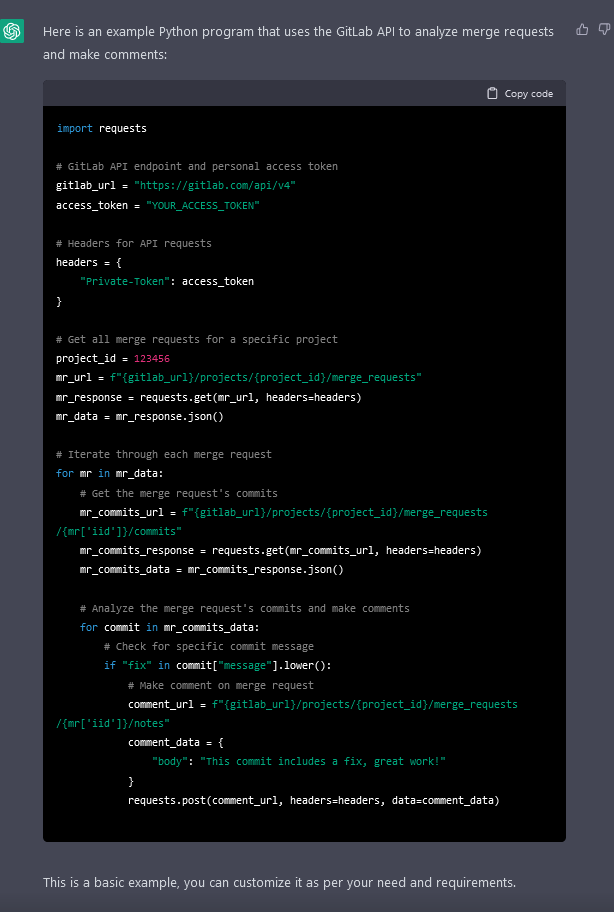 Here is an example Python program that uses the GitLab API to analyze merge requests
and make comments:
Copy code
import requests
# GitLab API endpoint and personal access token
gitlab_url = "https://gitlab.com/api/v4"
access_token = "YOUR_ACCESS_TOKEN"
# Headers for API requests
headers = {
    "Private-Token": access_token
}
# Get all merge requests for a specific project
project_id = 123456
mr_url = f"{gitlab_url}/projects/{project_id}/merge_requests"
mr_response = requests.get(mr_url, headers=headers)
mr_data = mr_response.json()
# Iterate through each merge request
for mr in mr_data:
    # Get the merge request's commits
    mr_commits_url = f"{gitlab_url}/projects/{project_id}/merge_requests
/{mr['iid']}/commits"
    mr_commits_response = requests.get(mr_commits_url, headers=headers)
    mr_commits_data = mr_commits_response.json()
    # Analyze the merge request's commits and make comments
    for commit in mr_commits_data:
        # Check for specific commit message
        if "fix" in commit["message"].lower():
            # Make comment on merge request
            comment_url = f"{gitlab_url}/projects/{project_id}/merge_requests
/{mr['iid']}/notes"
            comment_data = {
                "body": "This commit includes a fix, great work!"
            }
            requests.post(comment_url, headers=headers, data=comment_data)
This is a basic example, you can customize it as per your need and requirements.